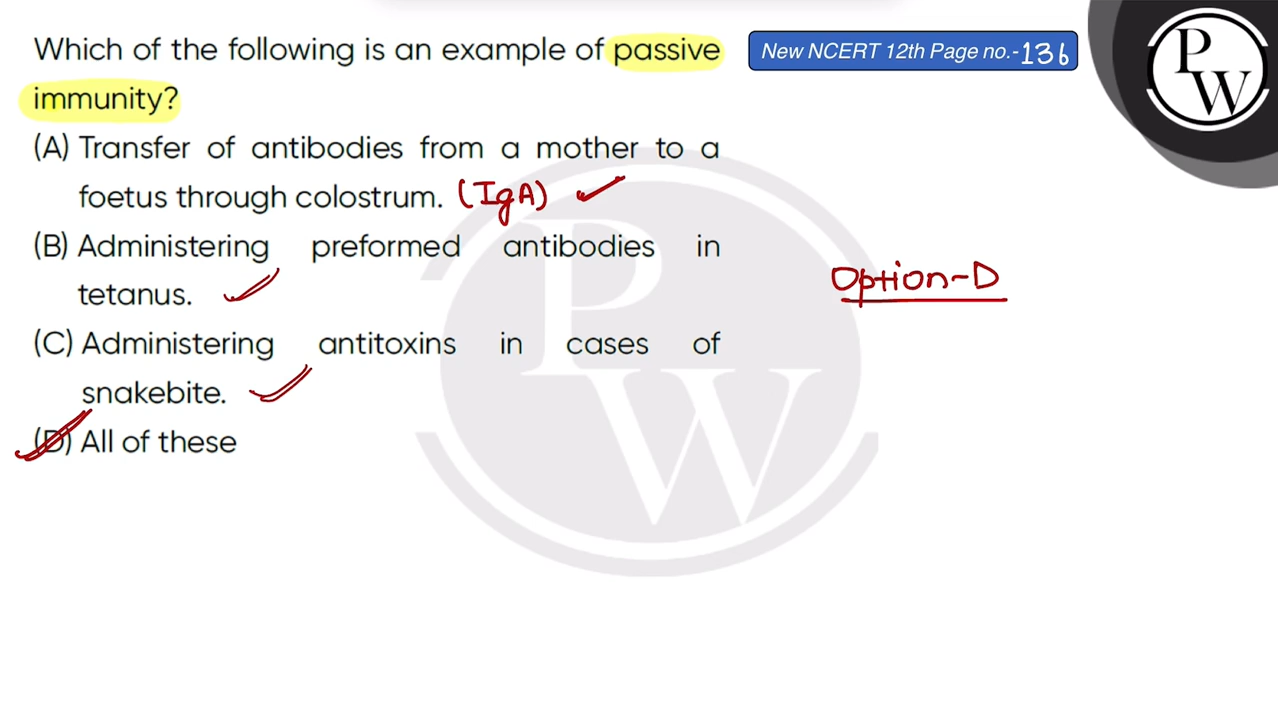 Which of the following is an example of passive
immunity?
New NCERT 12th Page no.-136
(A) Transfer of antibodies from a mother to a
foetus through colostrum. (IgA)
(B) Administering preformed antibodies in
tetanus.
(C) Administering antitoxins in cases of
snakebite.
(D) All of these
Option-D
P
W
P
W